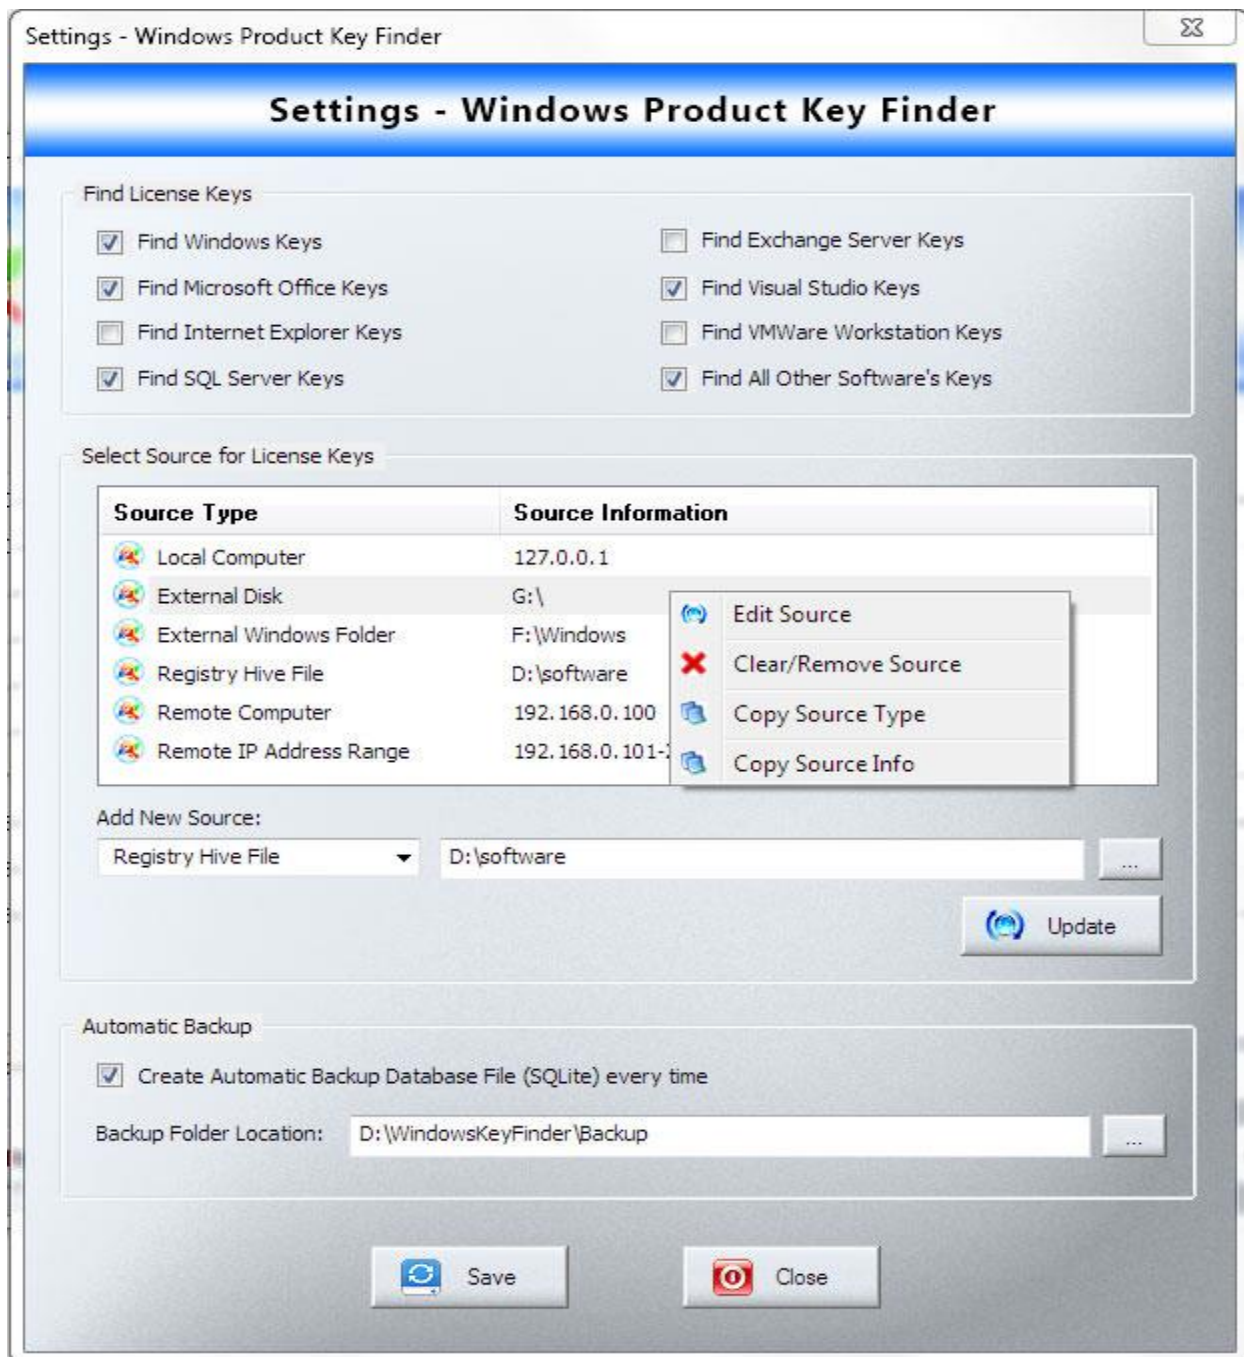 Settings - Windows Product Key Finder
Settings - Windows Product Key Finder
Find License Keys
Find Windows Keys
Find Exchange Server Keys
Find Microsoft Office Keys
Find Visual Studio Keys
Find Internet Explorer Keys
Find VMWare Workstation Keys
Find SQL Server Keys
Find All Other Software's Keys
Select Source for License Keys
Source Type Source Information
Local Computer 127.0.0.1
External Disk G:\
External Windows Folder F:\Windows
Registry Hive File D:\software
Remote Computer 192.168.0.100
Remote IP Address Range 192.168.0.101-
Edit Source
Clear/Remove Source
Copy Source Type
Copy Source Info
Add New Source:
Registry Hive File D:\software ...
Update
Automatic Backup
Create Automatic Backup Database File (SQLite) every time
Backup Folder Location: D:\WindowsKeyFinder\Backup ...
Save Close